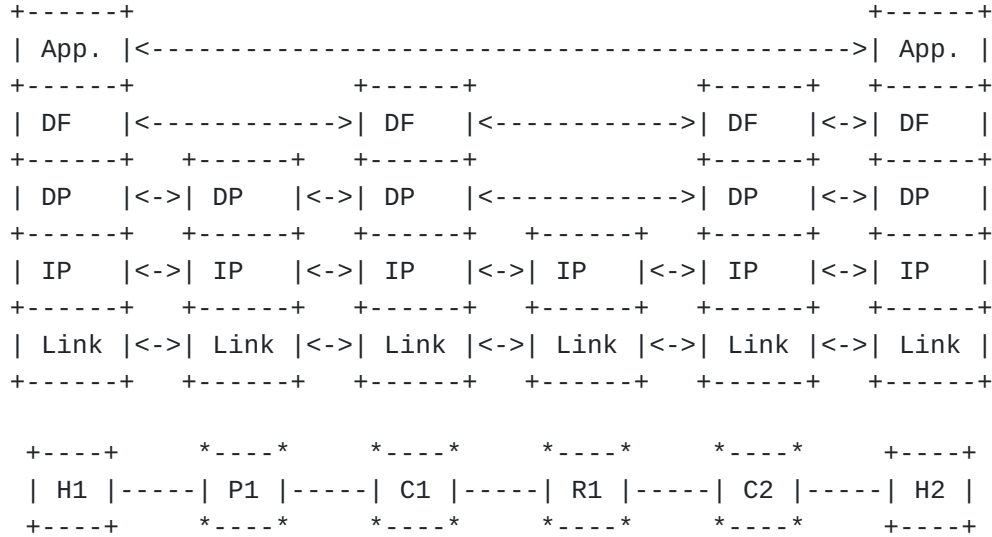 +------+                                               +------+
| App. |<--------------------------------------------->| App. |
+------+               +------+               +------+   +------+
| DF   |<------------>| DF   |<------------>| DF   |<->| DF   |
+------+   +------+   +------+              +------+   +------+
| DP   |<->| DP   |<->| DP   |<------------>| DP   |<->| DP   |
+------+   +------+   +------+   +------+   +------+   +------+
| IP   |<->| IP   |<->| IP   |<->| IP   |<->| IP   |<->| IP   |
+------+   +------+   +------+   +------+   +------+   +------+
| Link |<->| Link |<->| Link |<->| Link |<->| Link |<->| Link |
+------+   +------+   +------+   +------+   +------+   +------+
+----+     *----*     *----*     *----*     *----*     +----+
| H1 |-----| P1 |-----| C1 |-----| R1 |-----| C2 |-----| H2 |
+----+     *----*     *----*     *----*     *----*     +----+